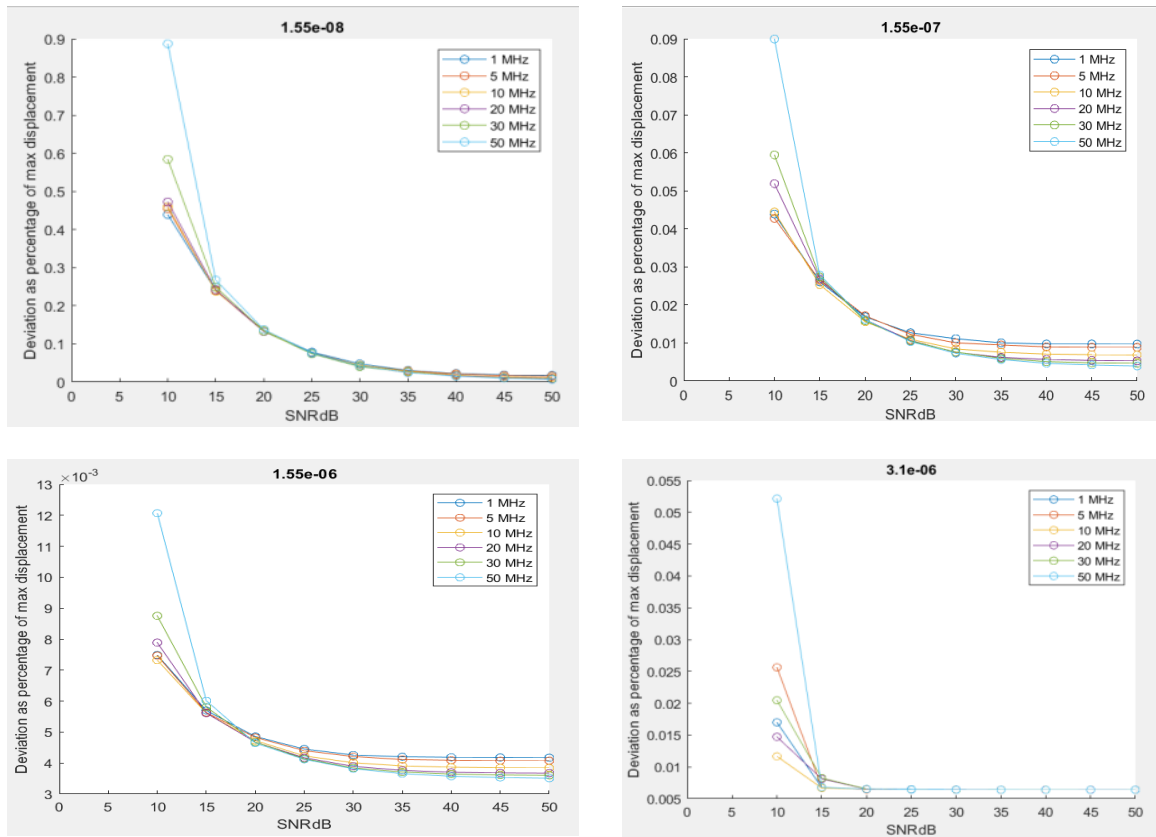 1.55e-08
Deviation as percentage of max displacement
0.9
0.8
0.7
0.6
0.5
0.4
0.3
0.2
0.1
0
0 5 10 15 20 25 30 35 40 45 50
SNRdB
1 MHz
5 MHz
10 MHz
20 MHz
30 MHz
50 MHz
1.55e-07
Deviation as percentage of max displacement
0.09
0.08
0.07
0.06
0.05
0.04
0.03
0.02
0.01
0
0 5 10 15 20 25 30 35 40 45 50
SNRdB
1 MHz
5 MHz
10 MHz
20 MHz
30 MHz
50 MHz
1.55e-06
×10⁻³
Deviation as percentage of max displacement
13
12
11
10
9
8
7
6
5
4
3
0 5 10 15 20 25 30 35 40 45 50
SNRdB
1 MHz
5 MHz
10 MHz
20 MHz
30 MHz
50 MHz
3.1e-06
Deviation as percentage of max displacement
0.055
0.05
0.045
0.04
0.035
0.03
0.025
0.02
0.015
0.01
0.005
0 5 10 15 20 25 30 35 40 45 50
SNRdB
1 MHz
5 MHz
10 MHz
20 MHz
30 MHz
50 MHz